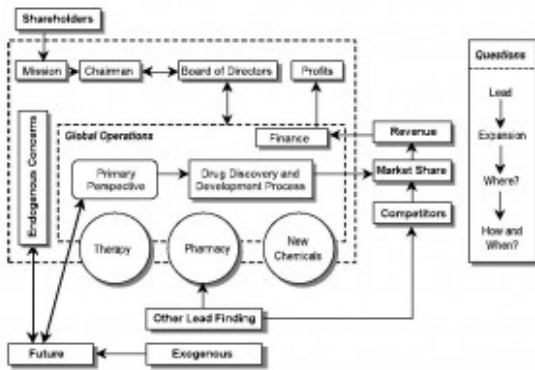 Shareholders
Mission
Chairman
Board of Directors
Profits
Questions
Endogenous Concerns
Global Operations
Finance
Revenue
Lead
Expansion
Primary
Perspective
Drug Discovery and
Development Process
Market Share
Where?
Competitors
How and
When?
Therapy
Pharmacy
New
Chemicals
Other Lead Finding
Future
Exogenous